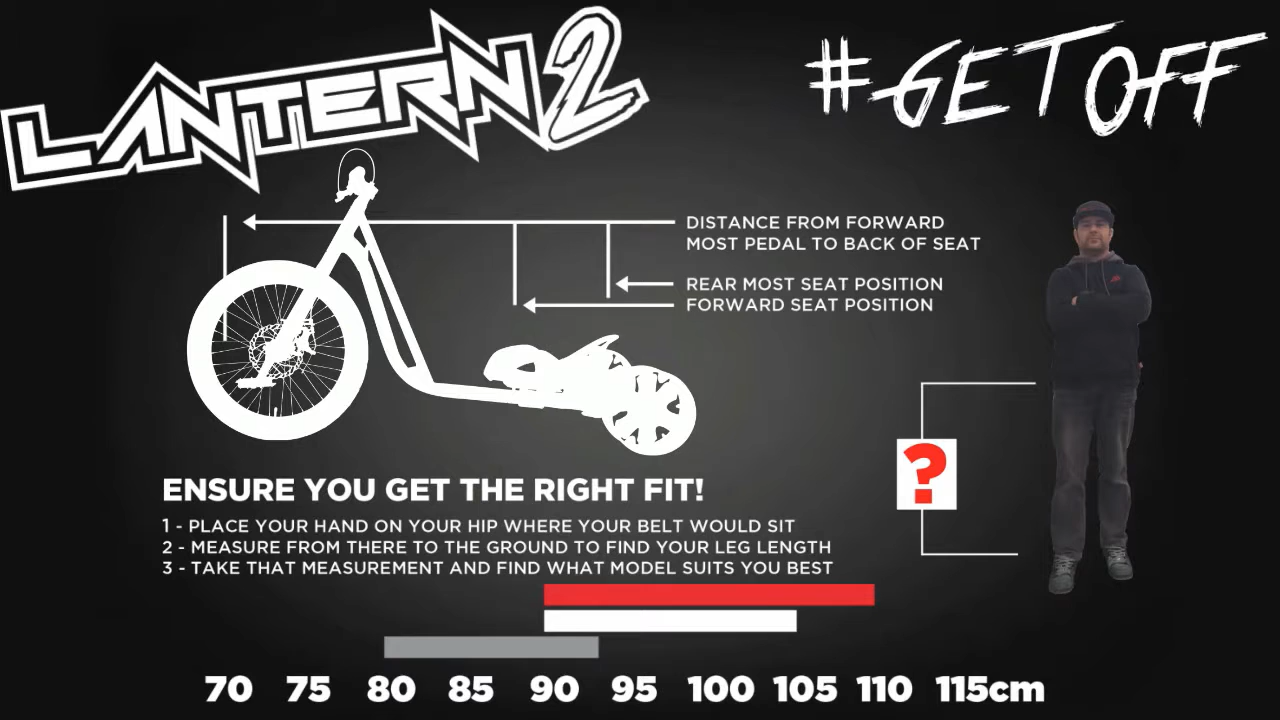 LANTERN 2
#GETOFF
DISTANCE FROM FORWARD
MOST PEDAL TO BACK OF SEAT
REAR MOST SEAT POSITION
FORWARD SEAT POSITION
?
ENSURE YOU GET THE RIGHT FIT!
1 - PLACE YOUR HAND ON YOUR HIP WHERE YOUR BELT WOULD SIT
2 - MEASURE FROM THERE TO THE GROUND TO FIND YOUR LEG LENGTH
3 - TAKE THAT MEASUREMENT AND FIND WHAT MODEL SUITS YOU BEST
70 75 80 85 90 95 100 105 110 115cm